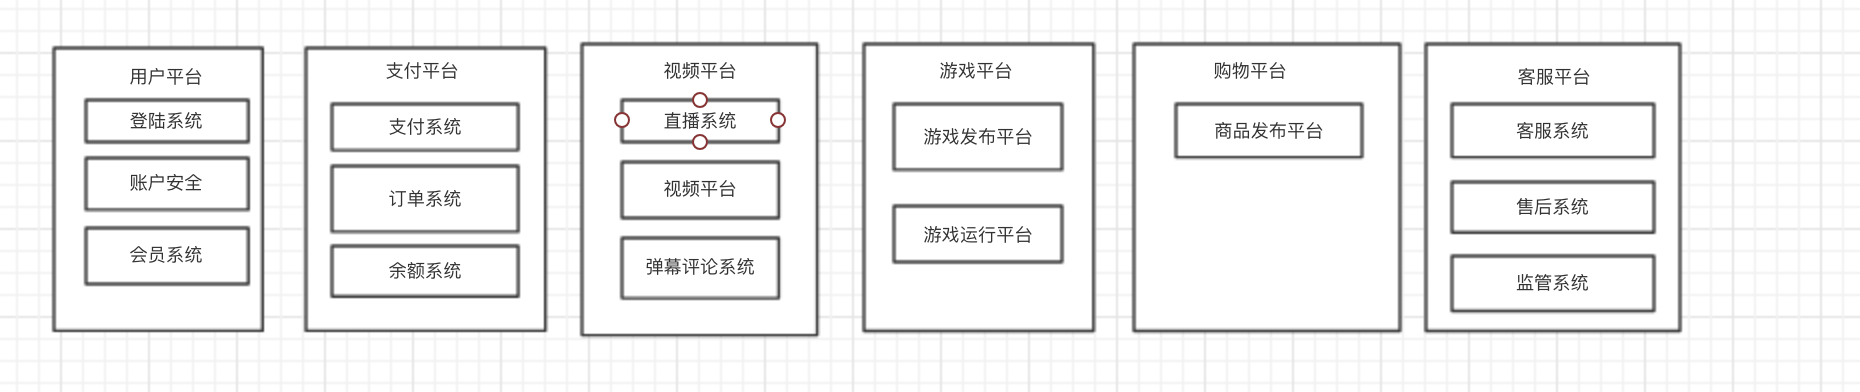 用户平台
登陆系统
账户安全
会员系统
支付平台
支付系统
订单系统
余额系统
视频平台
直播系统
视频平台
弹幕评论系统
游戏平台
游戏发布平台
游戏运行平台
购物平台
商品发布平台
客服平台
客服系统
售后系统
监管系统